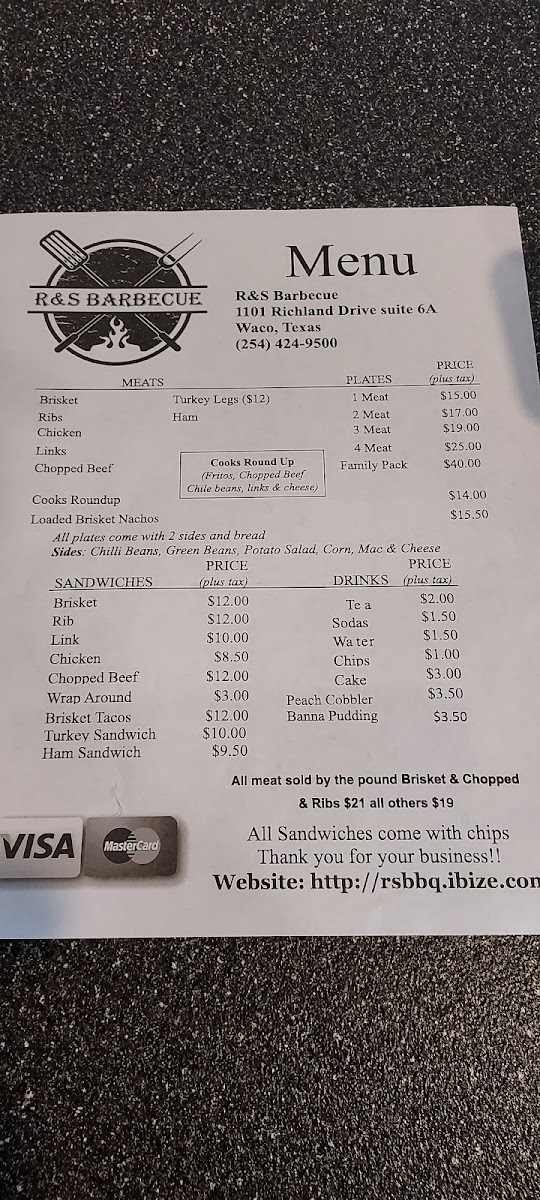 R&S BARBECUE
Menu
R&S Barbecue
1101 Richland Drive suite 6A
Waco, Texas
(254) 424-9500
MEATS PLATES PRICE (plus tax)
Brisket Turkey Legs ($12) 1 Meat $15.00
Ribs Ham 2 Meat $17.00
Chicken 3 Meat $19.00
Links 4 Meat $25.00
Chopped Beef Family Pack $40.00
Cooks Round Up
(Fritos, Chopped Beef
Chile beans, links & cheese)
Cooks Roundup $14.00
Loaded Brisket Nachos $15.50
All plates come with 2 sides and bread
Sides: Chilli Beans, Green Beans, Potato Salad, Corn, Mac & Cheese
SANDWICHES PRICE (plus tax) DRINKS PRICE (plus tax)
Brisket $12.00 Tea $2.00
Rib $12.00 Sodas $1.50
Link $10.00 Water $1.50
Chicken $8.50 Chips $1.00
Chopped Beef $12.00 Cake $3.00
Wrap Around $3.00 Peach Cobbler $3.50
Brisket Tacos $12.00 Banna Pudding $3.50
Turkey Sandwich $10.00
Ham Sandwich $9.50
All meat sold by the pound Brisket & Chopped
& Ribs $21 all others $19
All Sandwiches come with chips
Thank you for your business!!
Website: http://rsbbq.ibize.com
VISA MasterCard